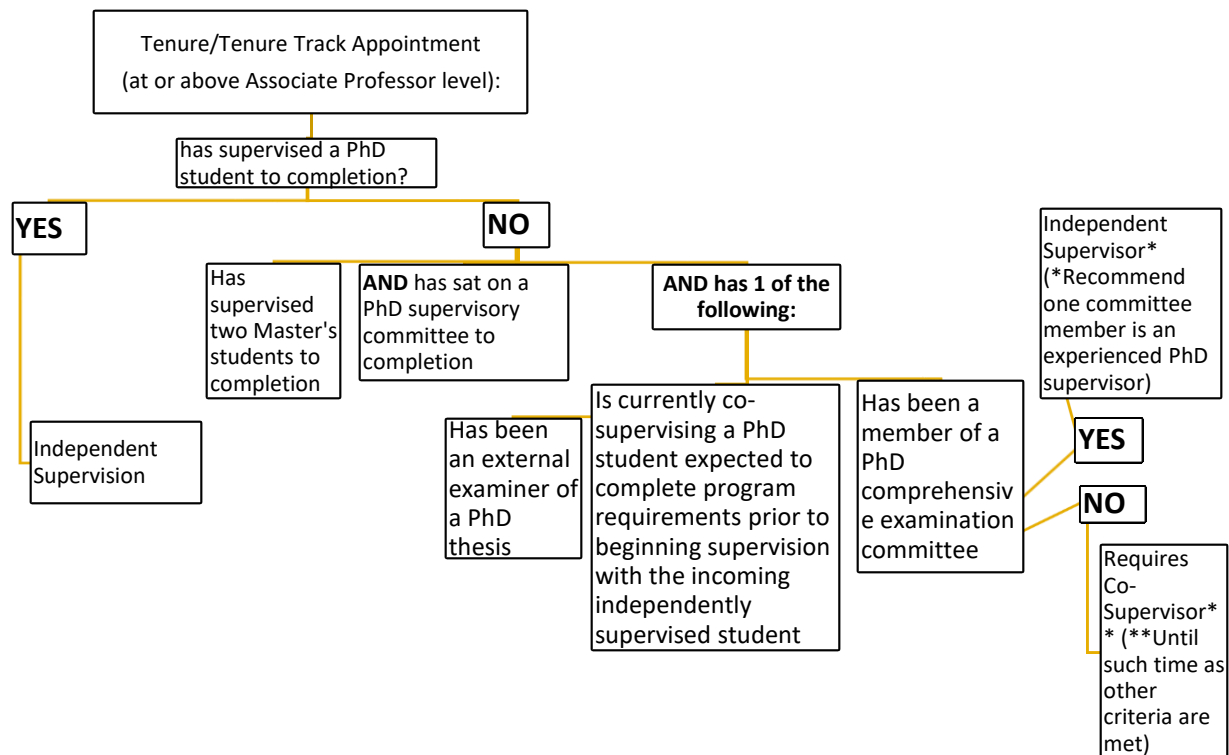 Tenure/Tenure Track Appointment
(at or above Associate Professor level):
has supervised a PhD
student to completion?
YES
NO
Has
supervised
two Master's
students to
completion
AND has sat on a
PhD supervisory
committee to
completion
AND has 1 of the
following:
Independent
Supervisor*
(*Recommend
one committee
member is an
experienced PhD
supervisor)
Independent
Supervision
Has been
an external
examiner of
a PhD
thesis
Is currently co-
supervising a PhD
student expected to
complete program
requirements prior to
beginning supervision
with the incoming
independently
supervised student
Has been a
member of a
PhD
comprehensiv
e examination
committee
YES
NO
Requires
Co-
Supervisor*
* (**Until
such time as
other
criteria are
met)